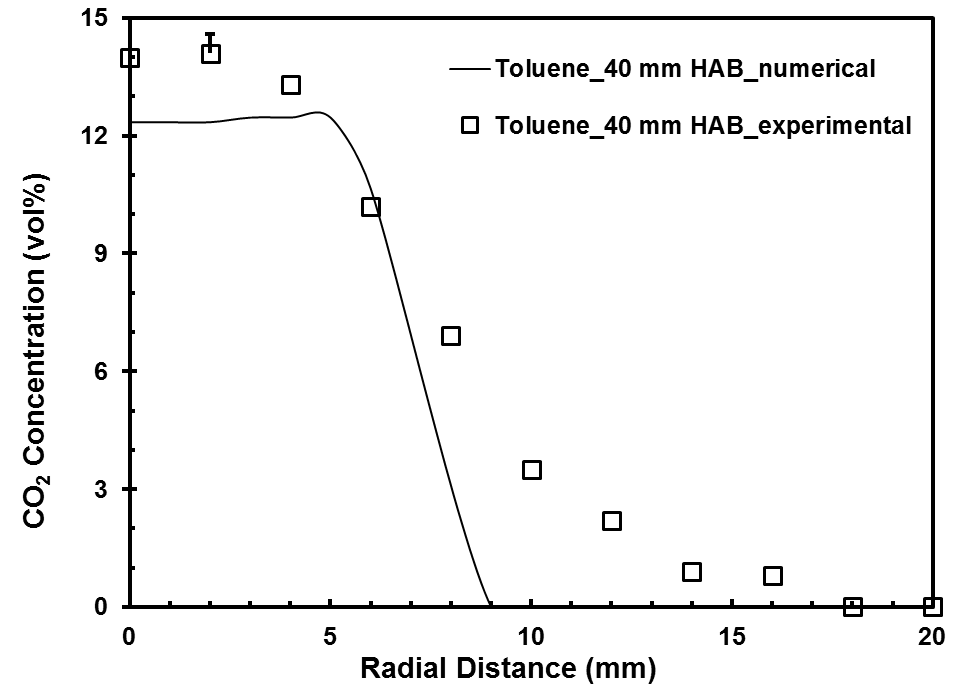 15
Toluene_40 mm HAB_numerical
Toluene_40 mm HAB_experimental
12
9
6
3
0
CO₂ Concentration (vol%)
0 5 10 15 20
Radial Distance (mm)